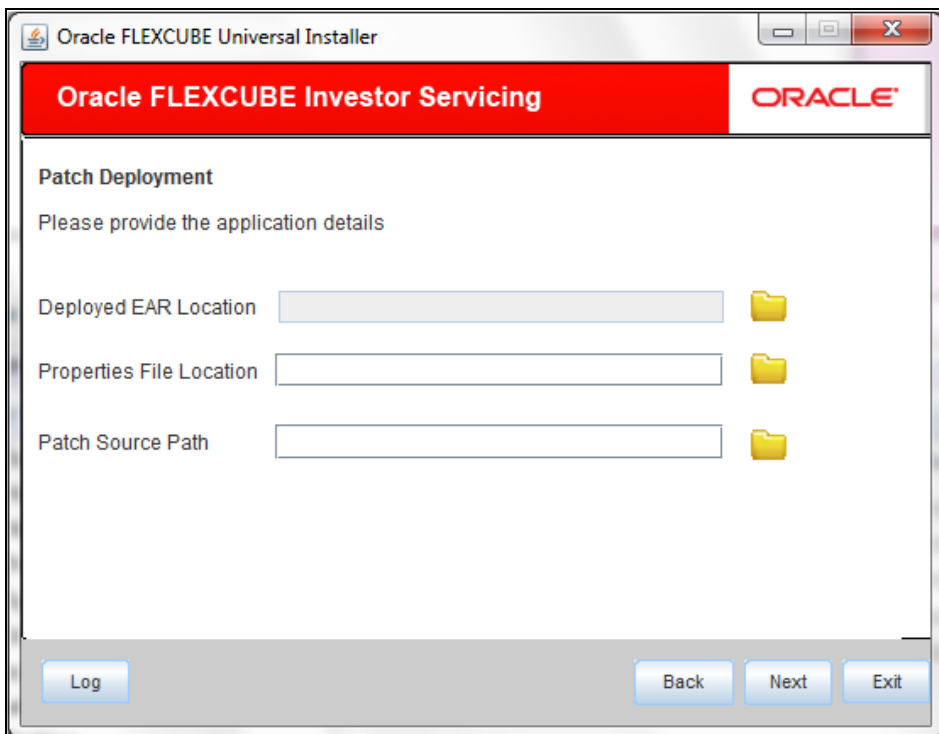 Oracle FLEXCUBE Universal Installer
Oracle FLEXCUBE Investor Servicing
ORACLE
Patch Deployment
Please provide the application details
Deployed EAR Location
Properties File Location
Patch Source Path
Log
Back
Next
Exit